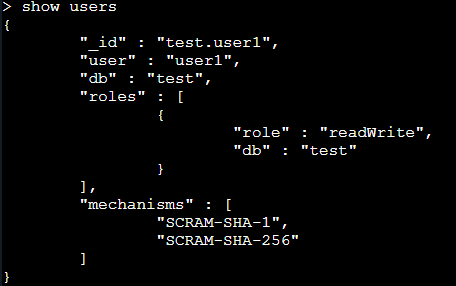 > show users
{
        "_id" : "test.user1",
        "user" : "user1",
        "db" : "test",
        "roles" : [
                {
                        "role" : "readWrite",
                        "db" : "test"
                }
        ],
        "mechanisms" : [
                "SCRAM-SHA-1",
                "SCRAM-SHA-256"
        ]
}